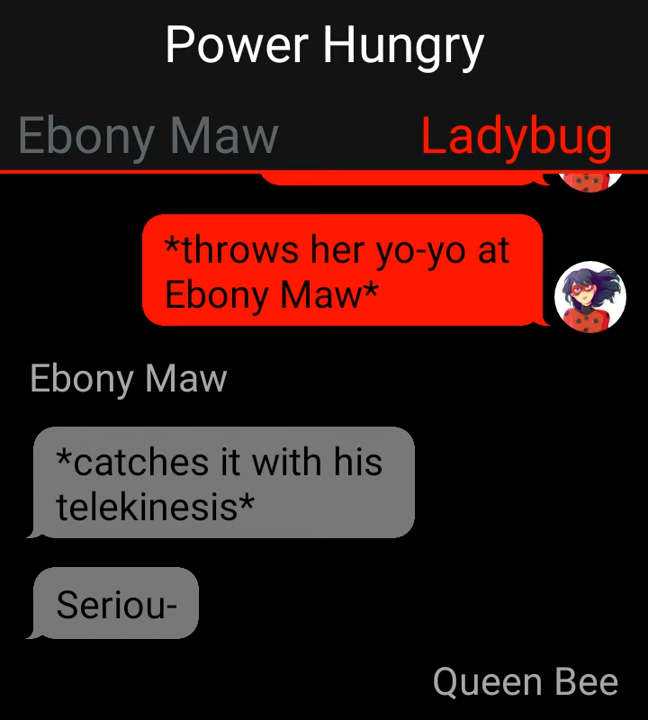 Power Hungry
Ebony Maw Ladybug
*throws her yo-yo at
Ebony Maw*
Ebony Maw
*catches it with his
telekinesis*
Seriou-
Queen Bee